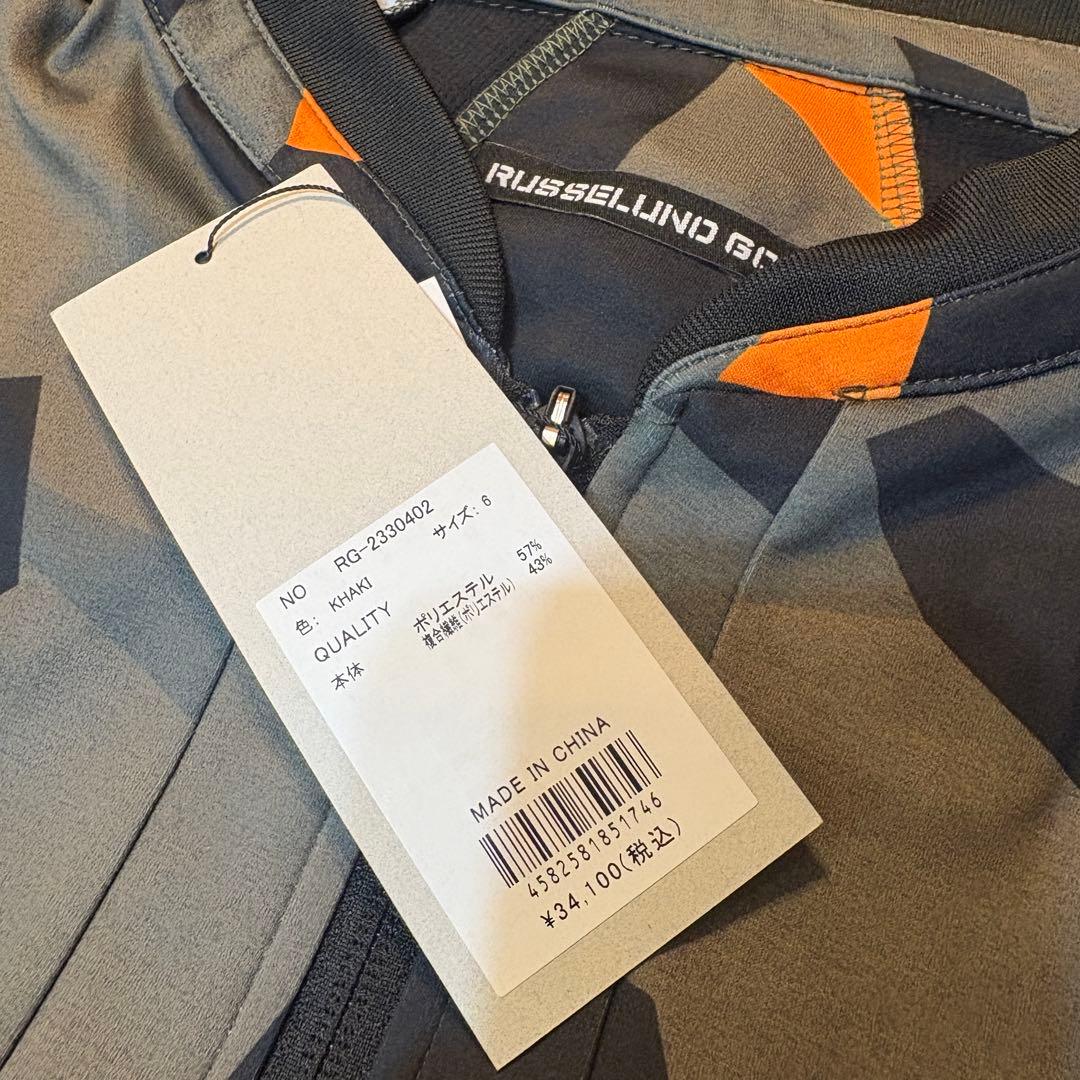 RUSSELUNO
NO RG-2330402
色: KHAKI サイズ: 6
QUALITY
本体 ポリエステル 57%
複合繊維(ポリエステル) 43%
MADE IN CHINA
4582581851746
¥34,100(税込)